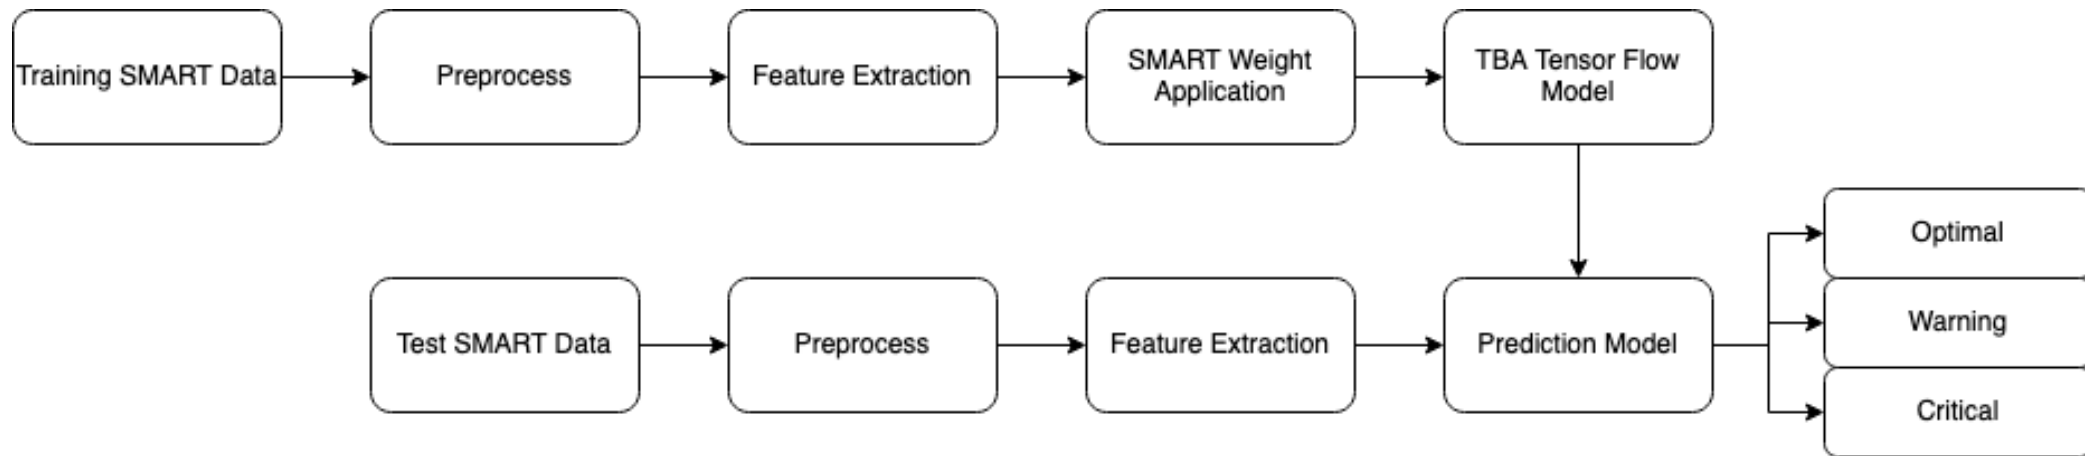 Training SMART Data
Preprocess
Feature Extraction
SMART Weight
Application
TBA Tensor Flow
Model
Test SMART Data
Preprocess
Feature Extraction
Prediction Model
Optimal
Warning
Critical